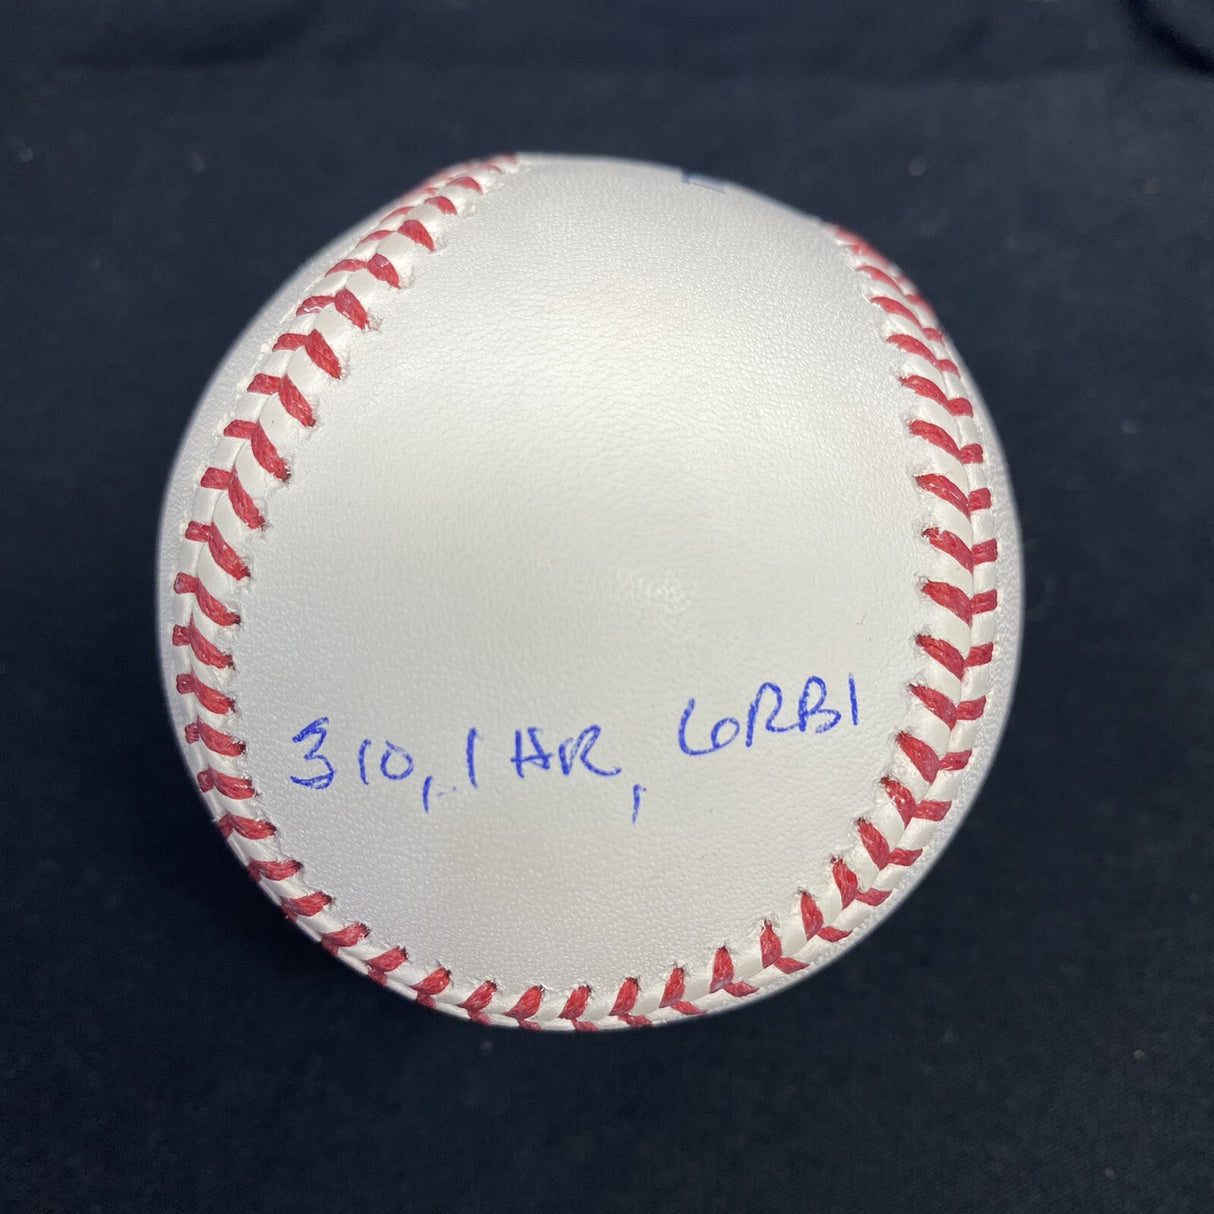 310, 1 HR, 6RBI